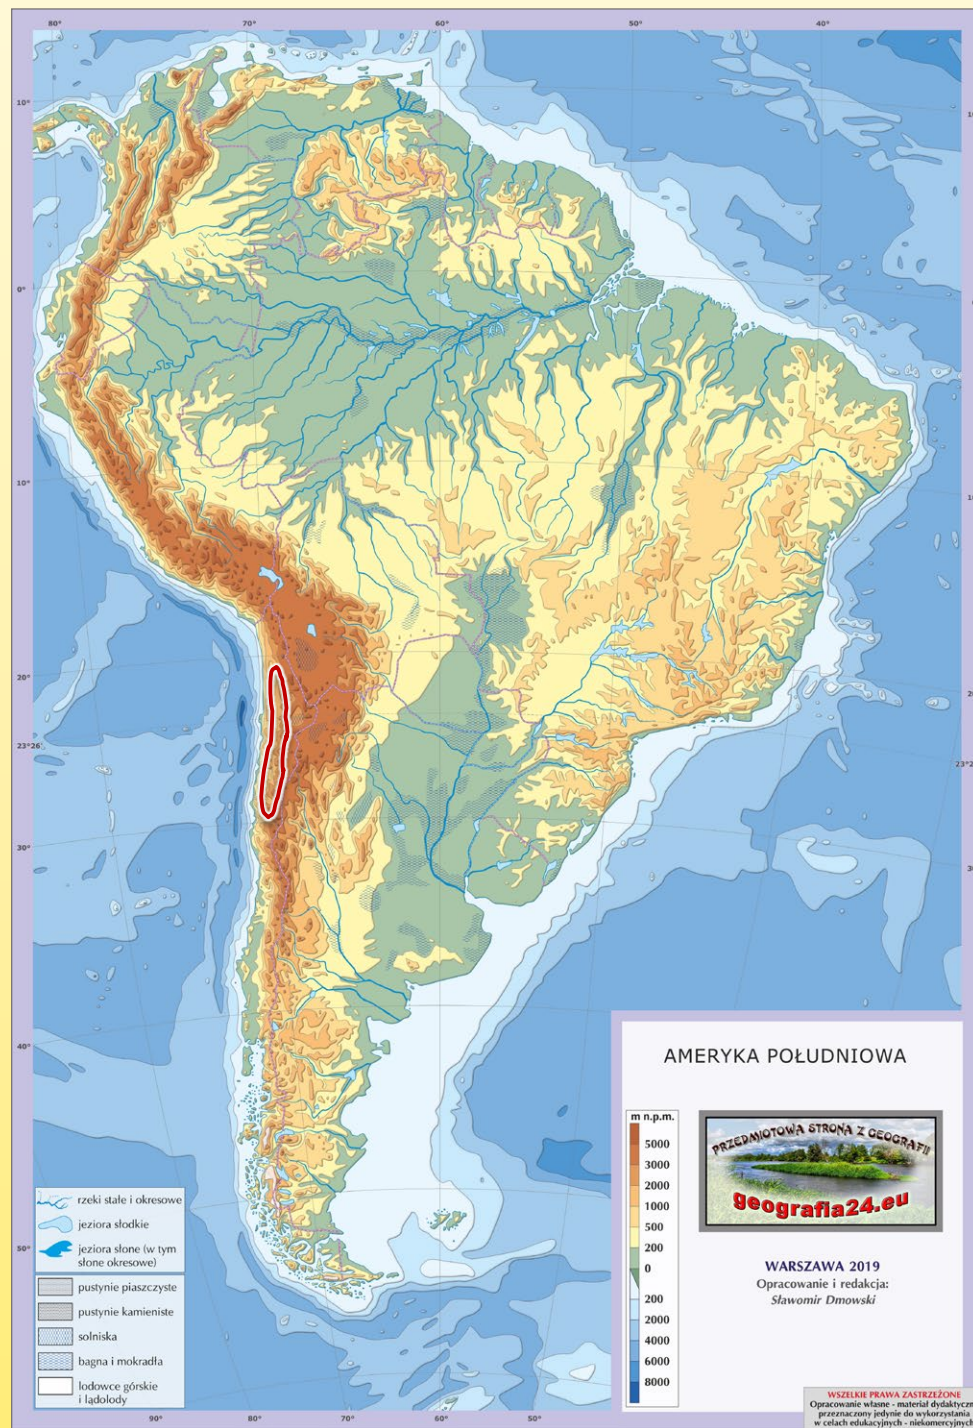 80°
70°
60°
50°
40°
10°
0°
10°
20°
23°26'
30°
40°
50°
90°
80°
70°
60°
50°
AMERYKA POŁUDNIOWA
m n.p.m.
5000
3000
2000
1000
500
200
0
200
2000
4000
6000
8000
PRZEDMIOTOWA STRONA Z GEOGRAFII
geografia24.eu
WARSZAWA 2019
Opracowanie i redakcja:
Sławomir Dmowski
rzeki stałe i okresowe
jeziora słodkie
jeziora słone (w tym
słone okresowe)
pustynie piaszczyste
pustynie kamieniste
solniska
bagna i mokradła
lodowce górskie
i lądolody
WSZELKIE PRAWA ZASTRZEŻONE
Opracowanie własne - materiał dydaktyczn
przeznaczony jedynie do wykorzystania
w celach edukacyjnych - niekomercyjnych